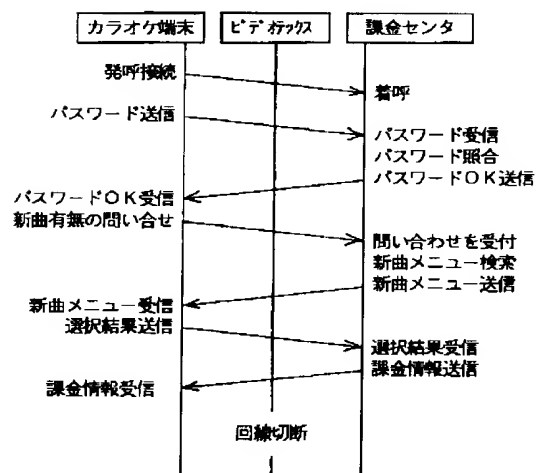 カラオケ端末 ビデオテックス 課金センタ
発呼接続
着呼
パスワード送信
パスワード受信
パスワード照合
パスワードOK送信
パスワードOK受信
新曲有無の問い合せ
問い合わせを受付
新曲メニュー検索
新曲メニュー送信
新曲メニュー受信
選択結果送信
選択結果受信
課金情報送信
課金情報受信
回線切断